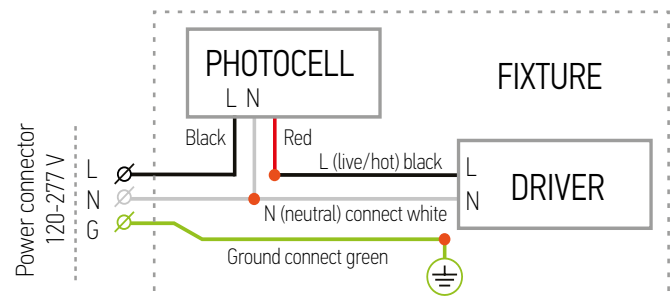 PHOTOCELL
L N
FIXTURE
Black
Red
Power connector
120-277 V
L
N
G
L (live/hot) black
L
N
DRIVER
N (neutral) connect white
Ground connect green